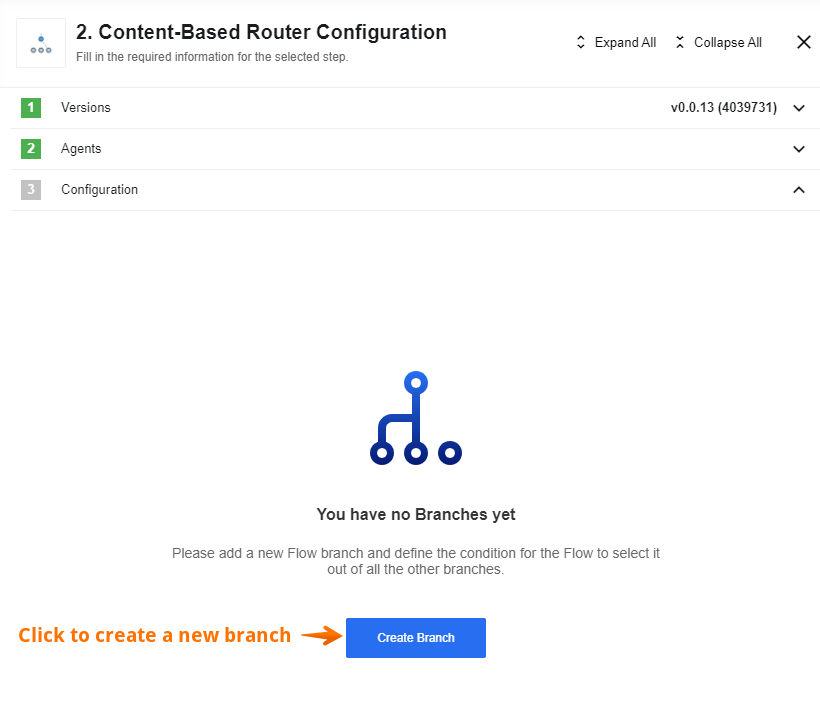 2. Content-Based Router Configuration
Fill in the required information for the selected step.
Expand All
Collapse All
1 Versions v0.0.13 (4039731)
2 Agents
3 Configuration
You have no Branches yet
Please add a new Flow branch and define the condition for the Flow to select it
out of all the other branches.
Click to create a new branch
Create Branch